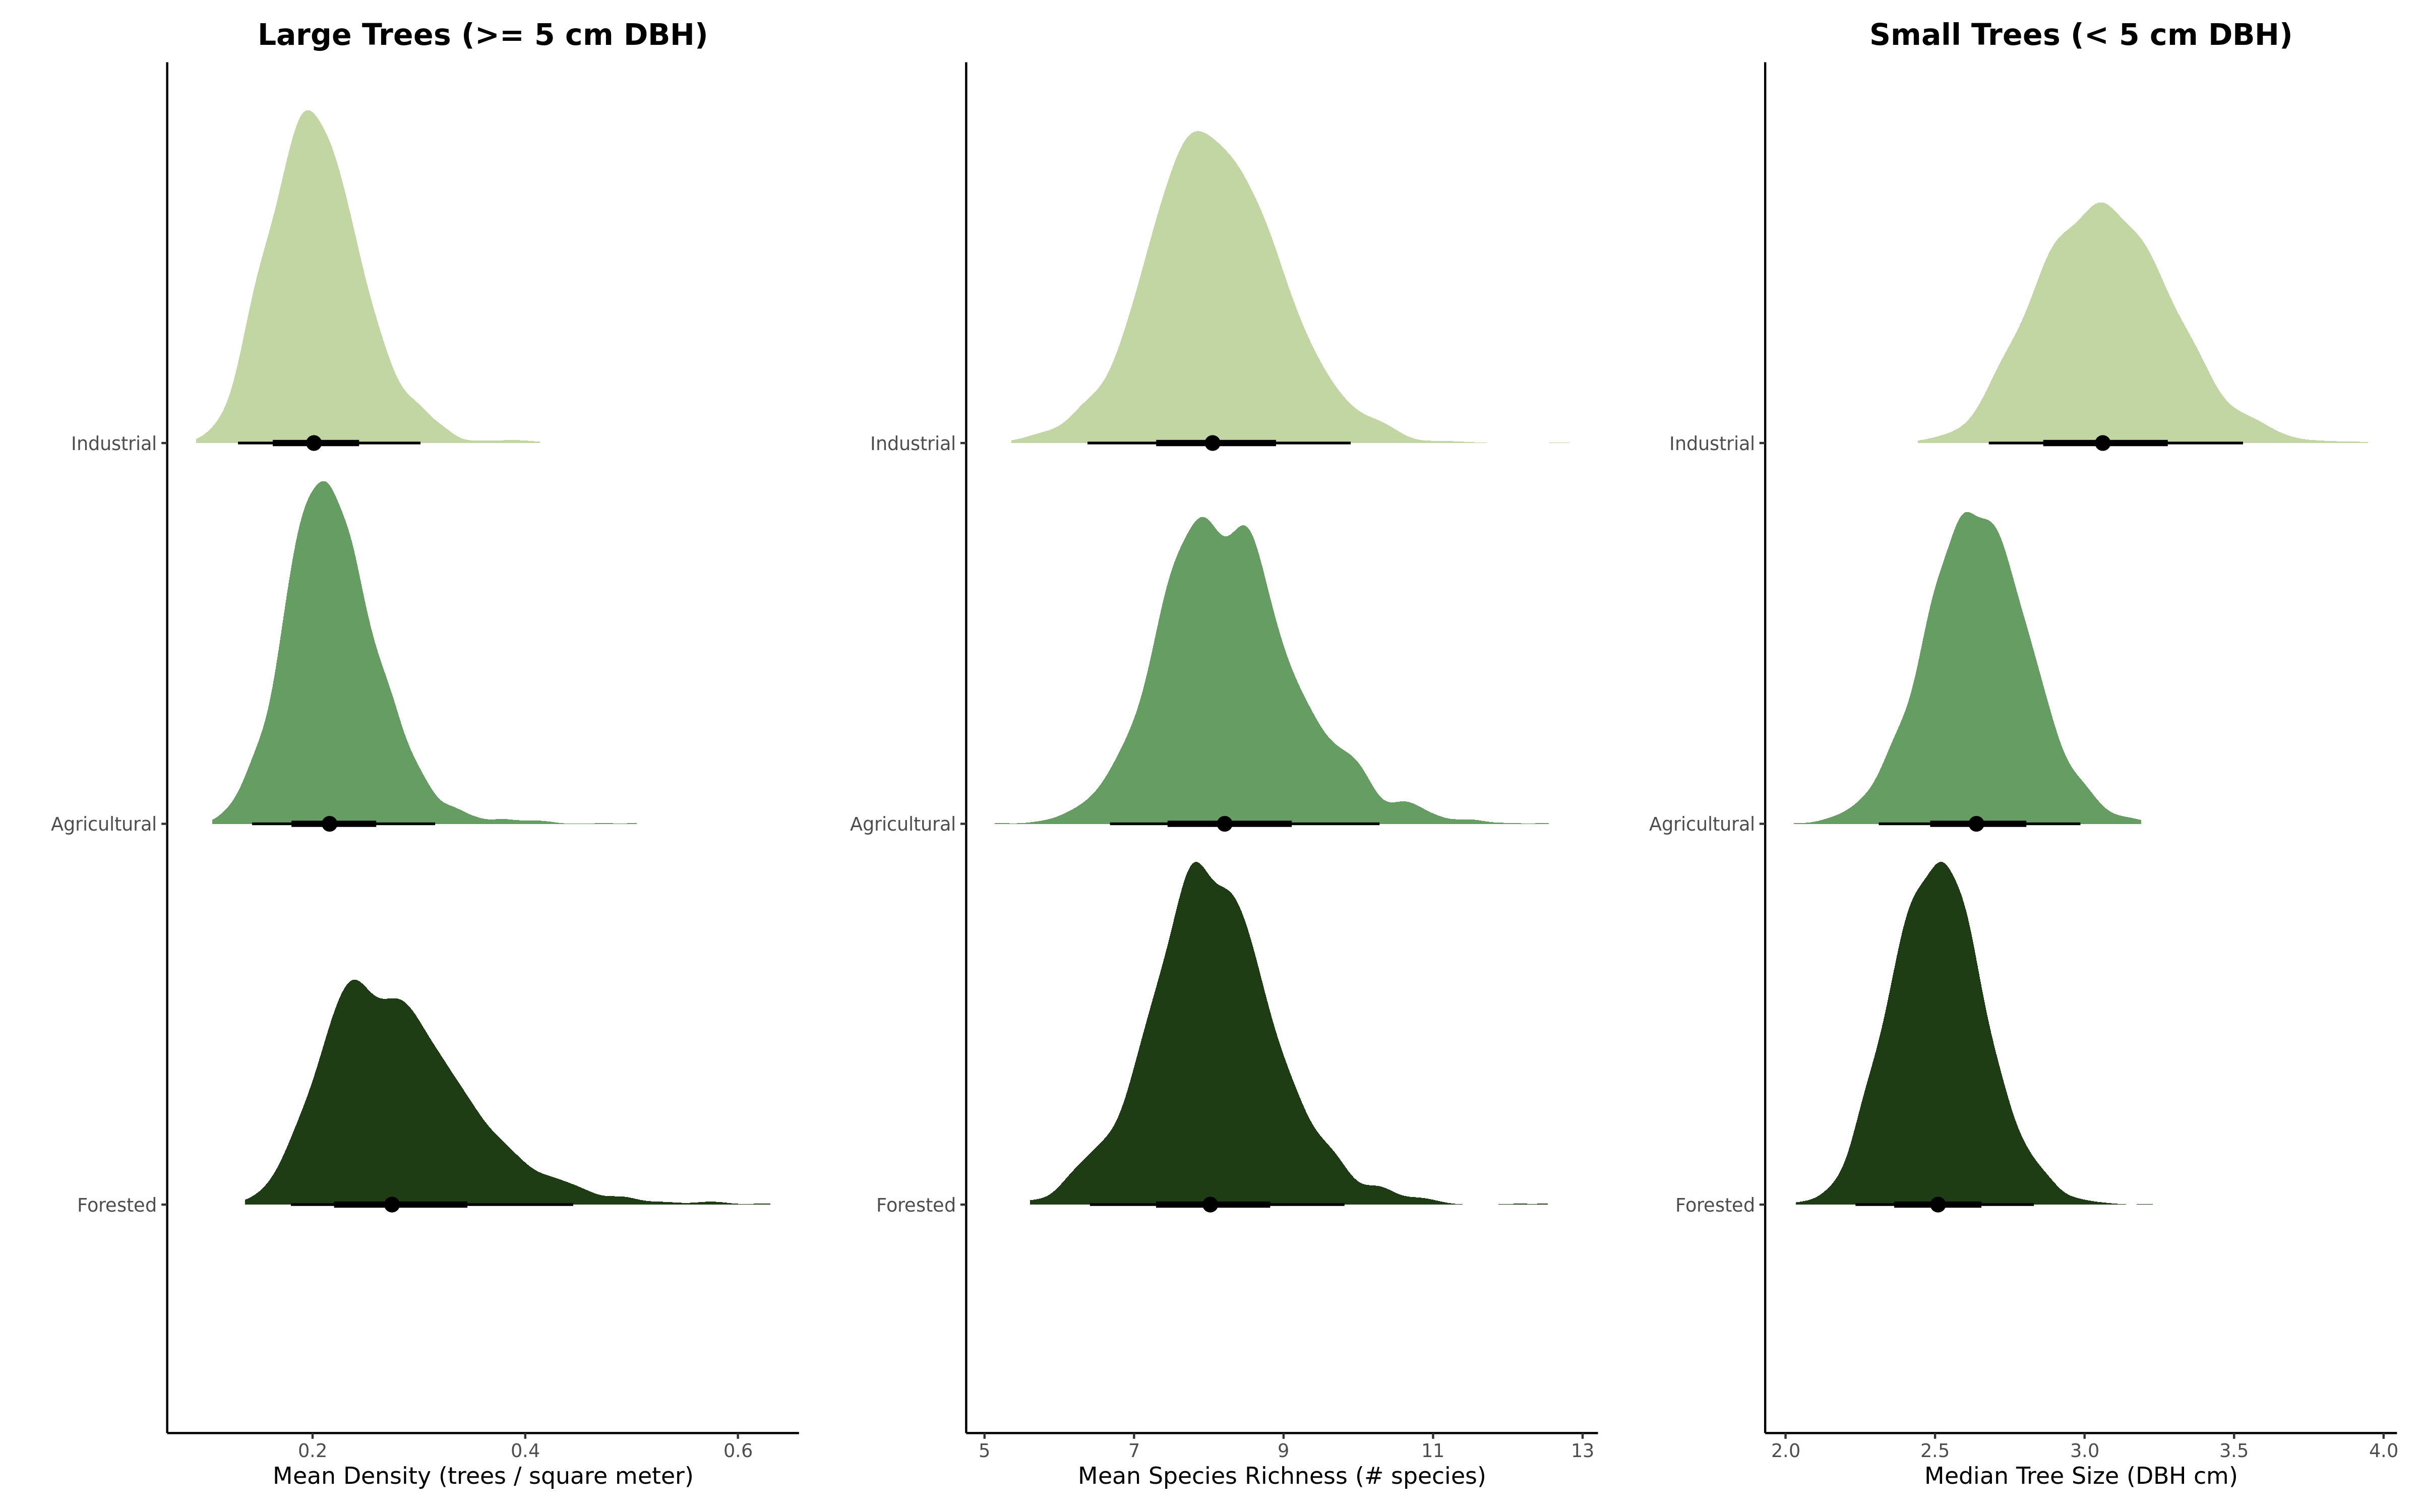 Large Trees (>= 5 cm DBH)
Small Trees (< 5 cm DBH)
Industrial
Agricultural
Forested
0.2 0.4 0.6
Mean Density (trees / square meter)
Industrial
Agricultural
Forested
5 7 9 11 13
Mean Species Richness (# species)
Industrial
Agricultural
Forested
2.0 2.5 3.0 3.5 4.0
Median Tree Size (DBH cm)